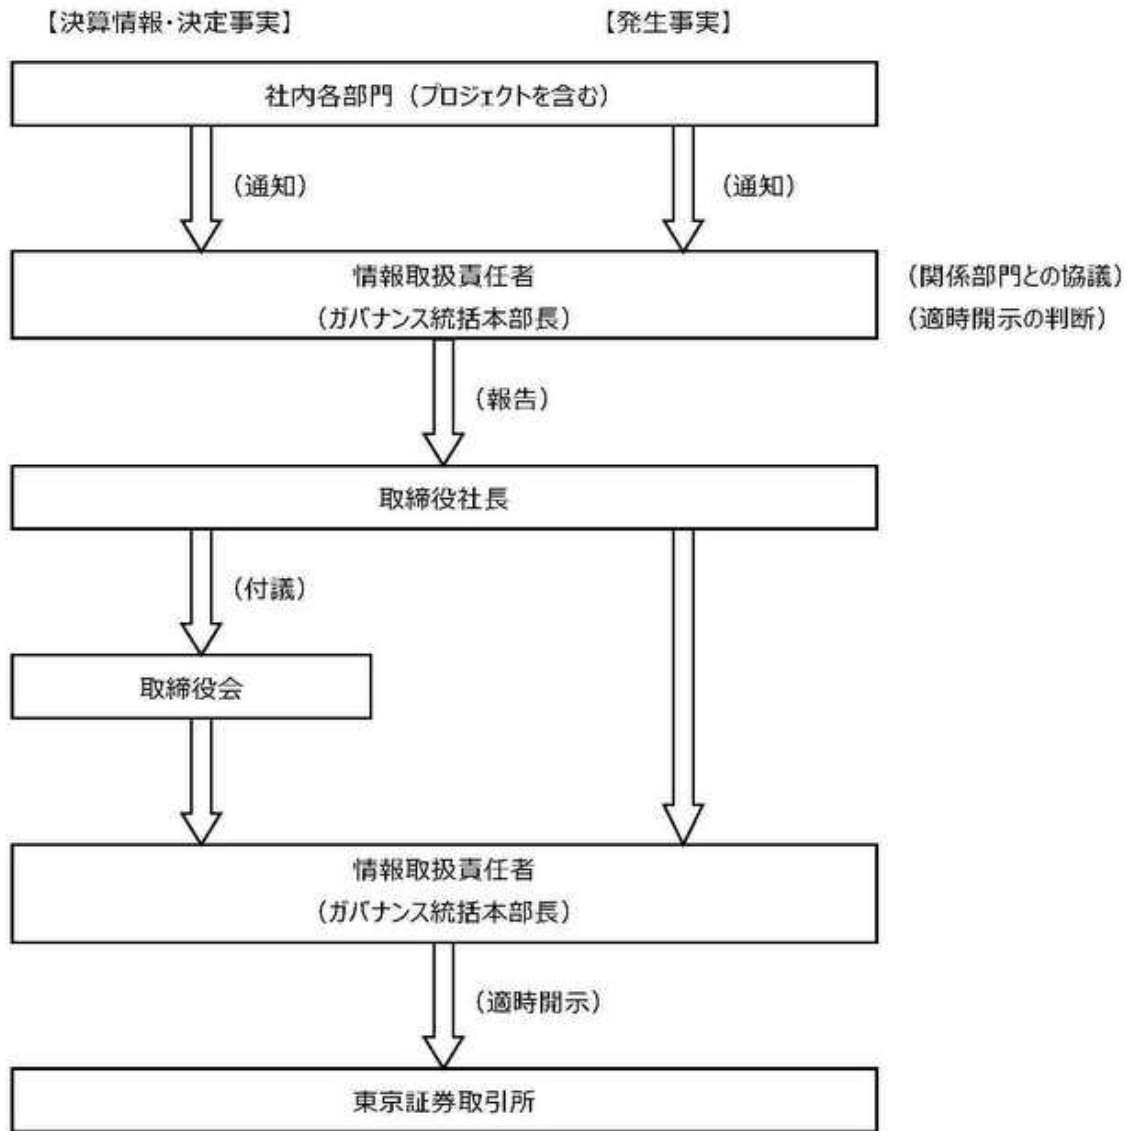 【決算情報・決定事実】
【発生事実】
社内各部門（プロジェクトを含む）
（通知）
（通知）
情報取扱責任者
（ガバナンス統括本部長）
（関係部門との協議）
（適時開示の判断）
（報告）
取締役社長
（付議）
取締役会
情報取扱責任者
（ガバナンス統括本部長）
（適時開示）
東京証券取引所